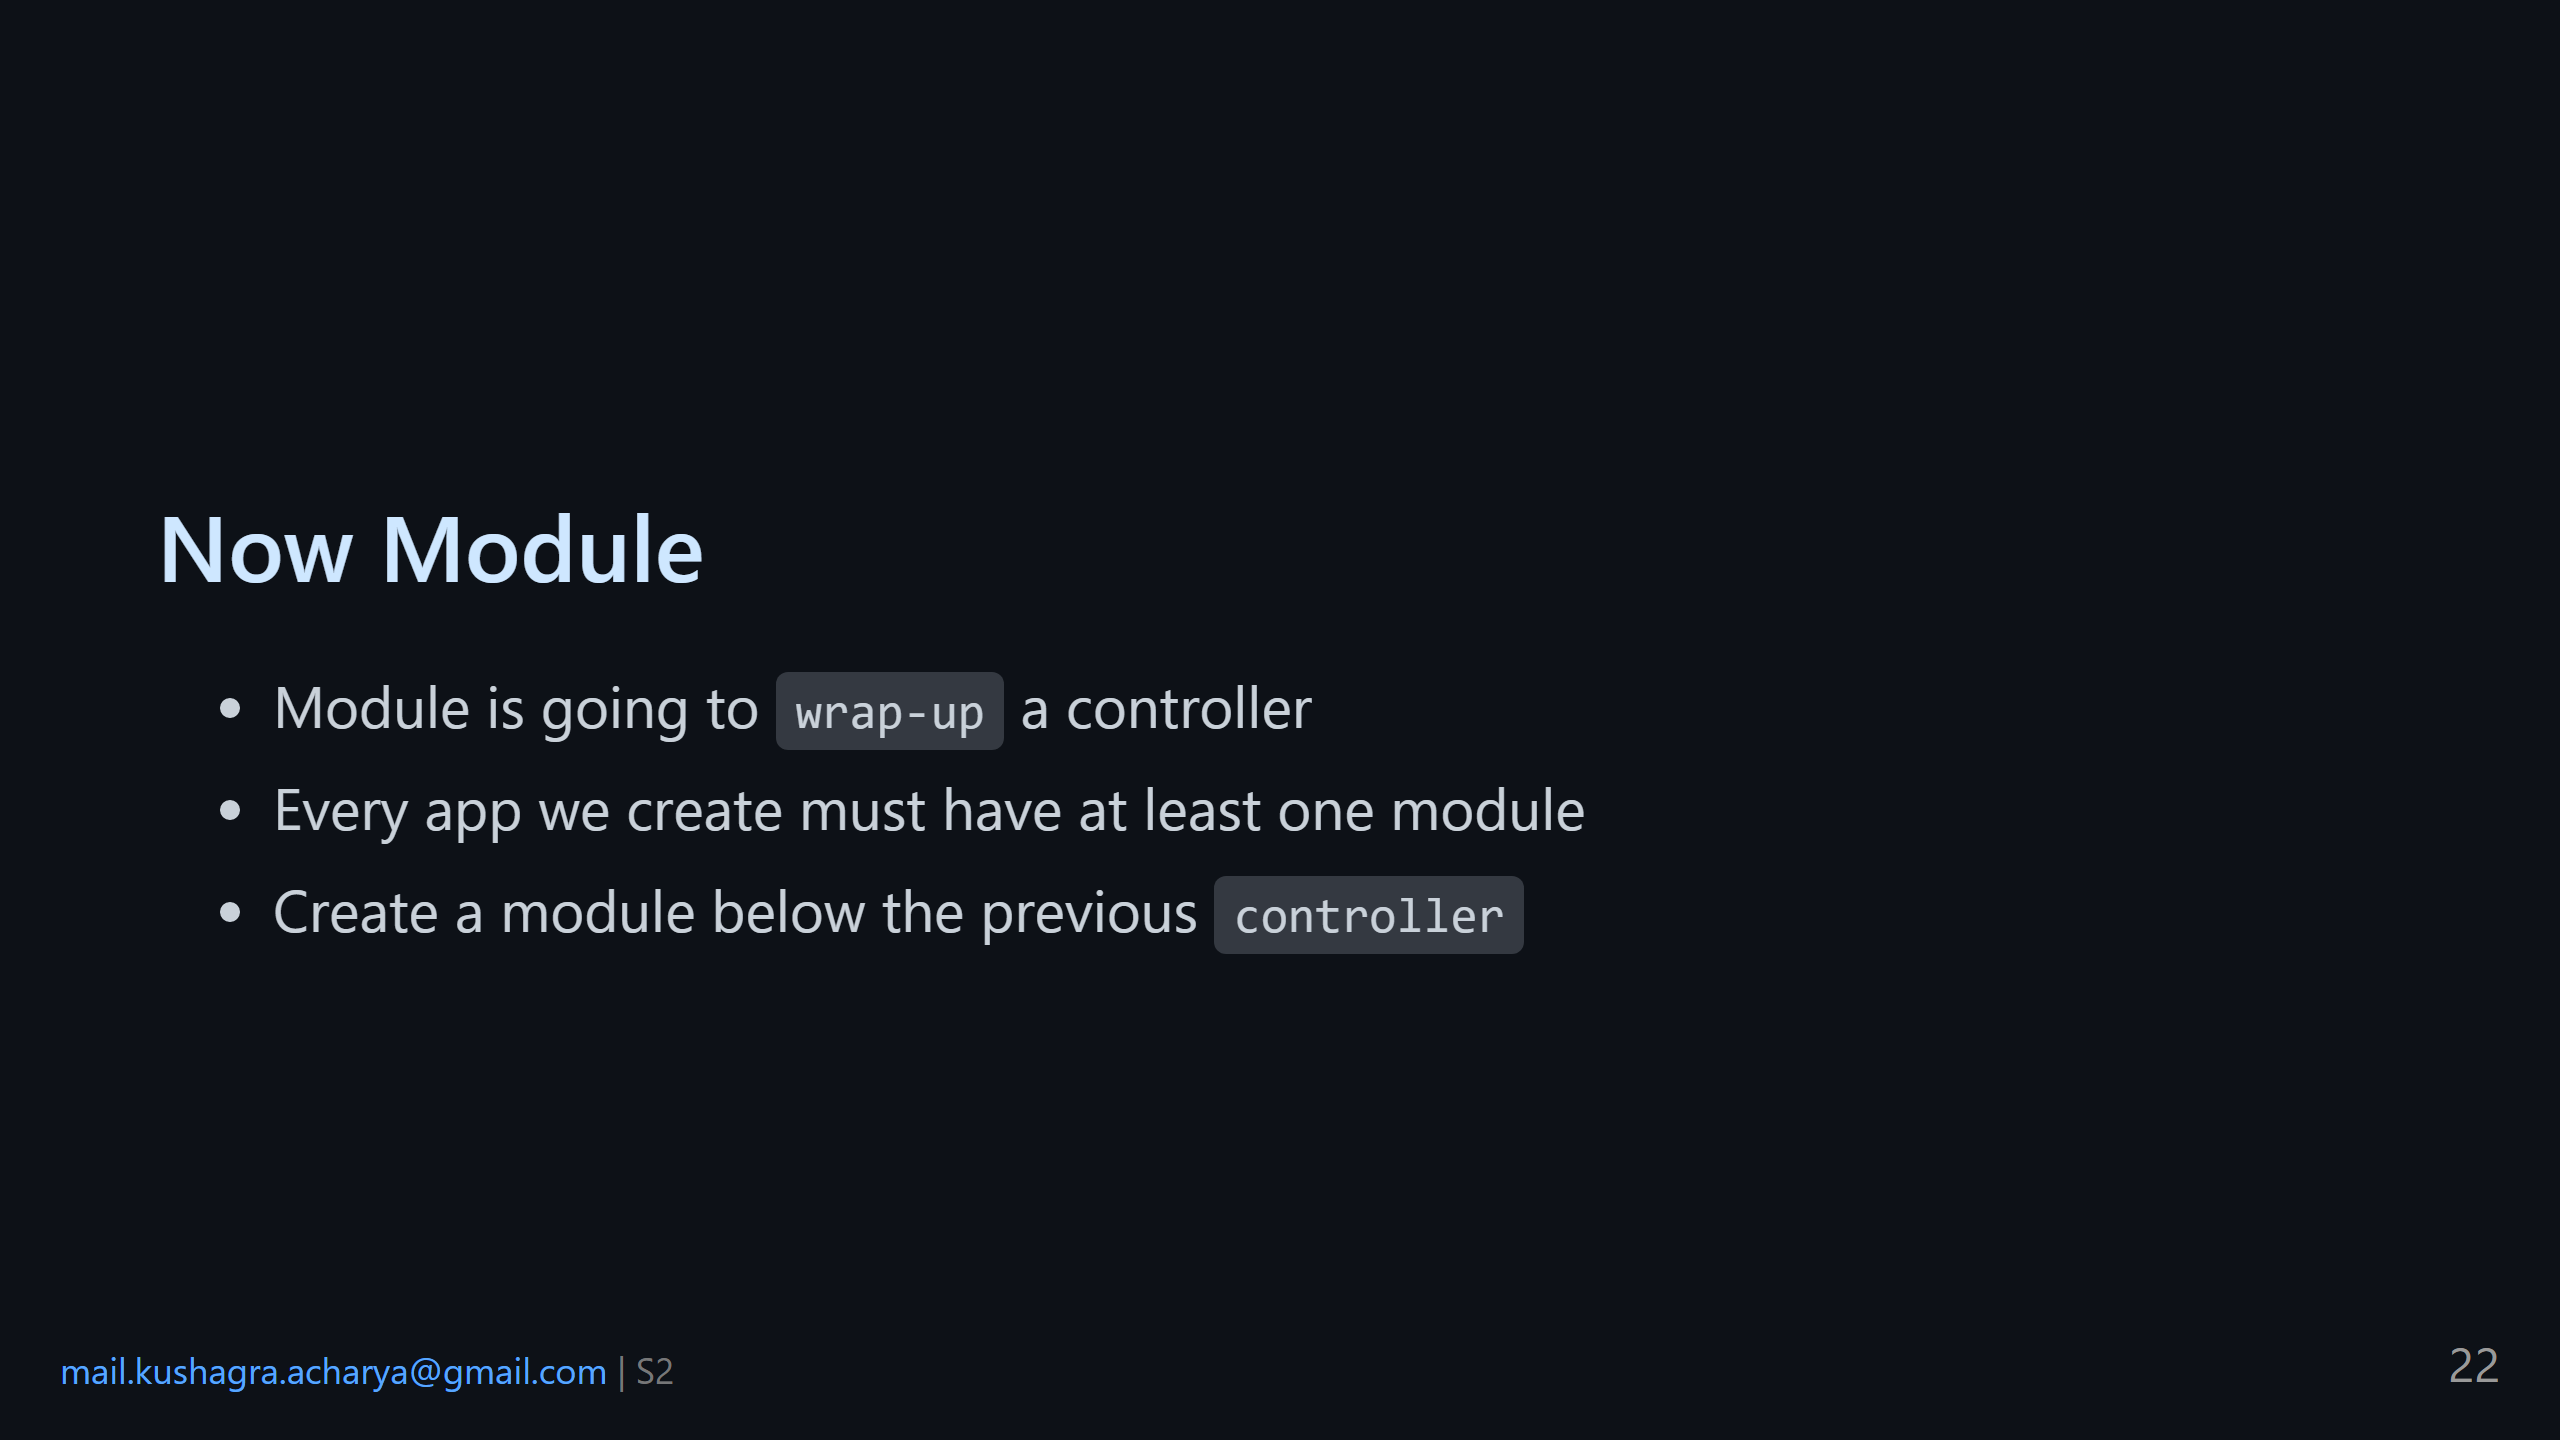 Now Module
Module is going to wrap-up a controller
Every app we create must have at least one module
Create a module below the previous controller
mail.kushagra.acharya@gmail.com | S2
22